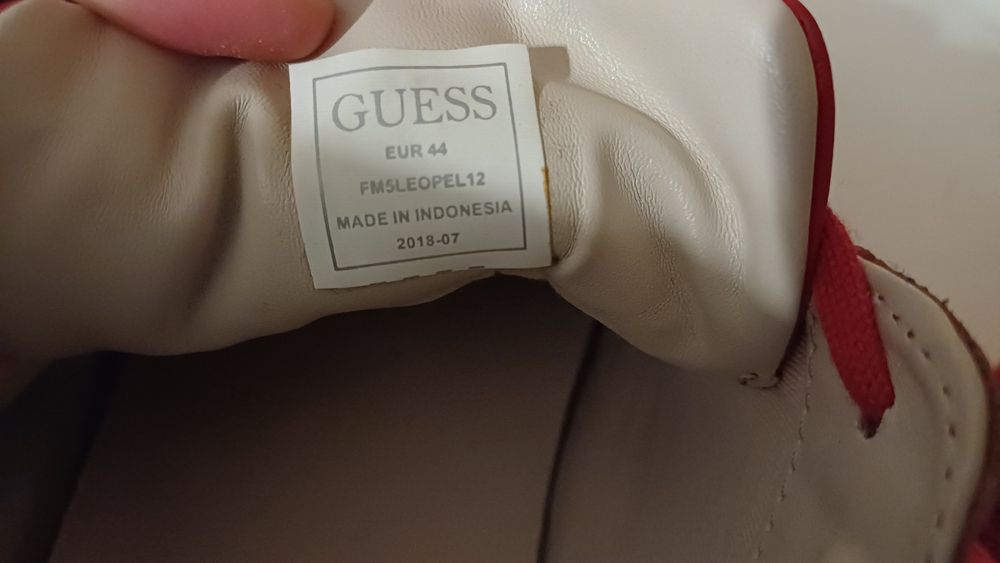 GUESS
EUR 44
FM5LEOPEL12
MADE IN INDONESIA
2018-07